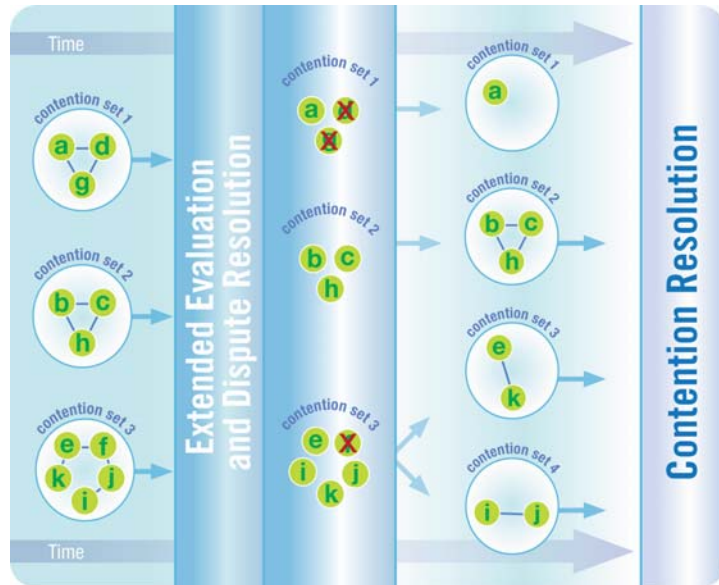 Time
contention set 1
a
d
g
contention set 2
b
c
h
contention set 3
e
f
k
j
i
Time
Extended Evaluation
and Dispute Resolution
contention set 1
a
contention set 2
b
c
h
contention set 3
e
i
j
k
contention set 1
a
contention set 2
b
c
h
contention set 3
e
k
contention set 4
i
j
Contention Resolution